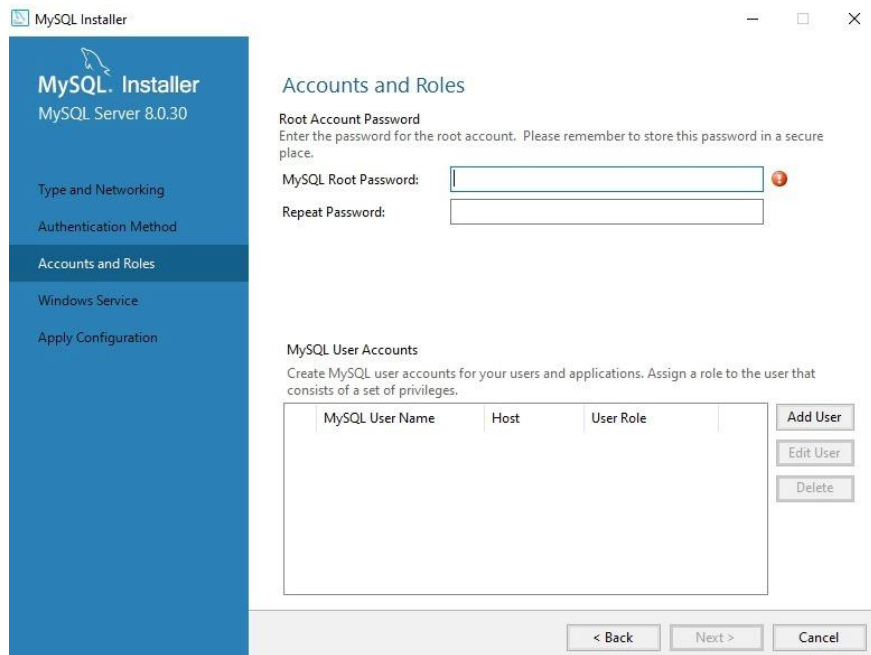 MySQL Installer
MySQL. Installer
MySQL Server 8.0.30
Type and Networking
Authentication Method
Accounts and Roles
Windows Service
Apply Configuration
Accounts and Roles
Root Account Password
Enter the password for the root account. Please remember to store this password in a secure
place.
MySQL Root Password:
Repeat Password:
MySQL User Accounts
Create MySQL user accounts for your users and applications. Assign a role to the user that
consists of a set of privileges.
MySQL User Name Host User Role
Add User
Edit User
Delete
< Back Next > Cancel